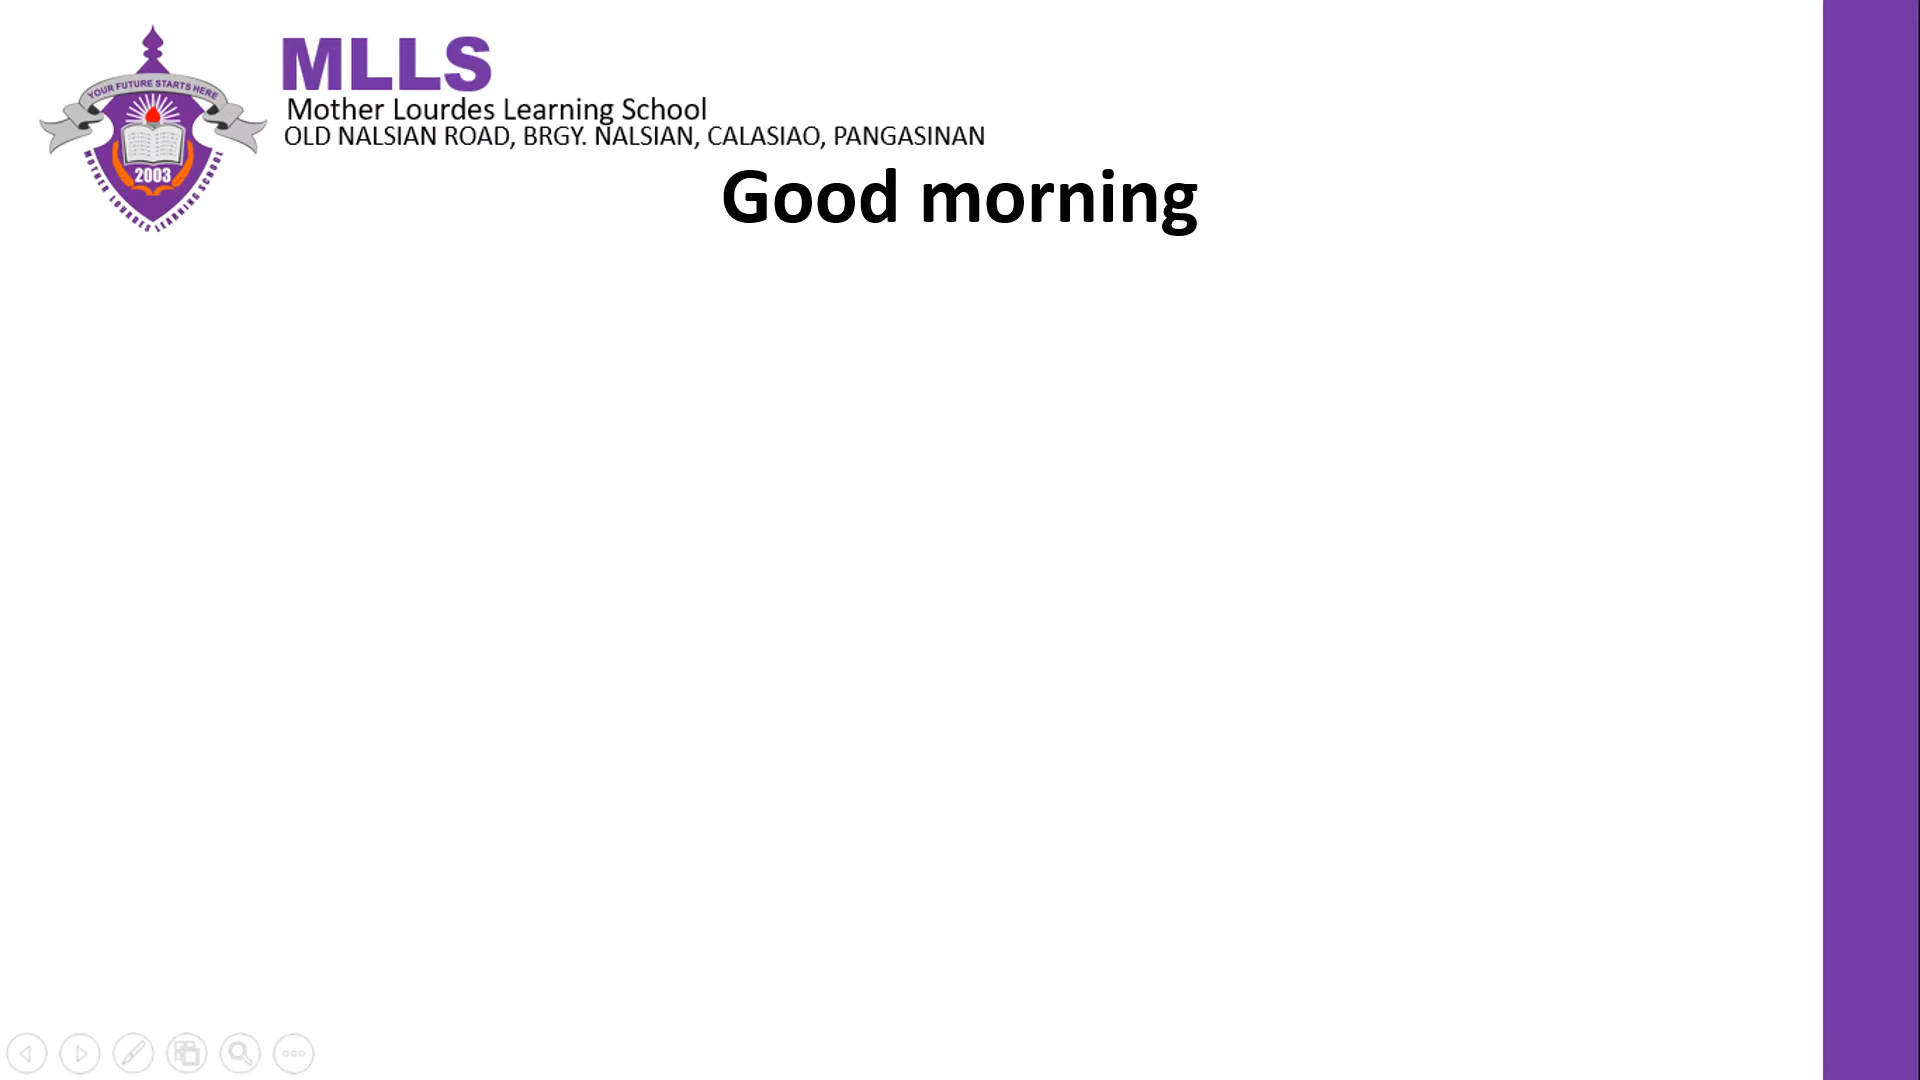 MLLS
Mother Lourdes Learning School
OLD NALSIAN ROAD, BRGY. NALSIAN, CALASIAO, PANGASINAN
YOUR FUTURE STARTS HERE
2003
MOTHER LOURDES LEARNING SCHOOL
Good morning